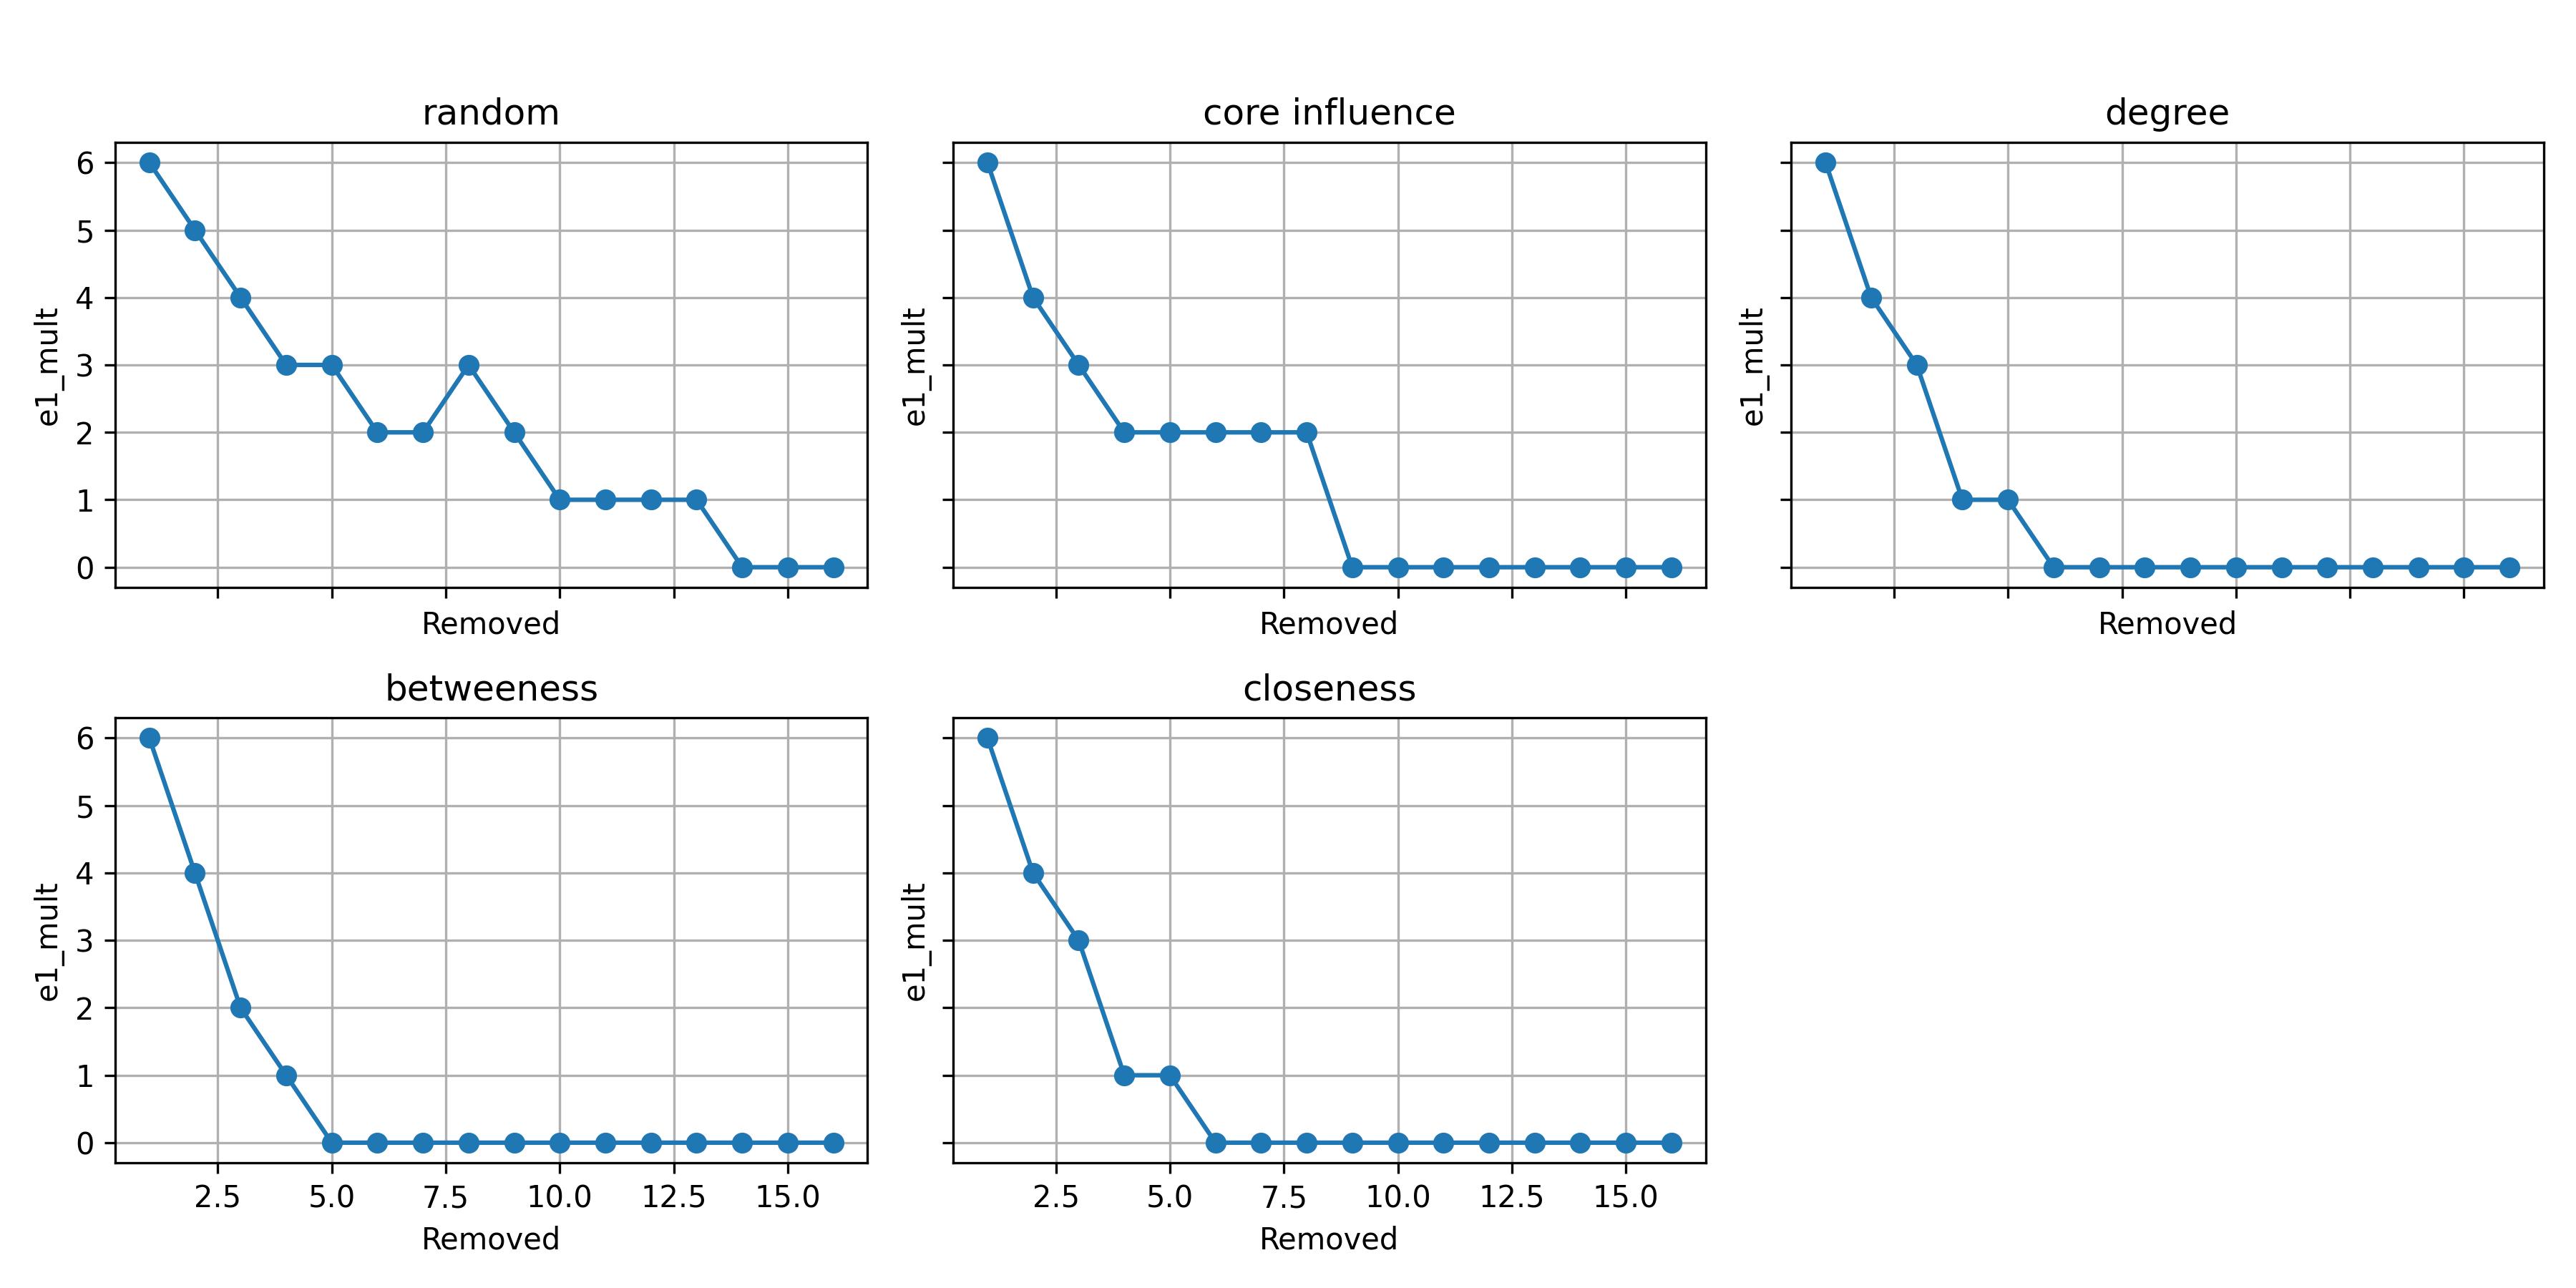 random
6
5
4
3
2
1
0
e1_mult
Removed
core influence
e1_mult
Removed
degree
e1_mult
Removed
betweeness
6
5
4
3
2
1
0
e1_mult
2.5 5.0 7.5 10.0 12.5 15.0
Removed
closeness
e1_mult
2.5 5.0 7.5 10.0 12.5 15.0
Removed